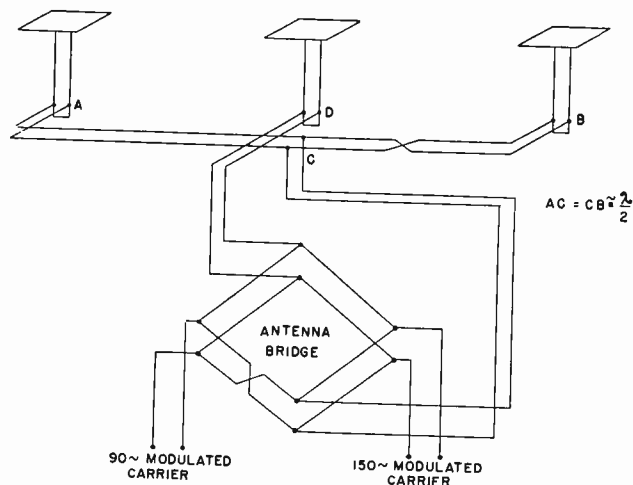 A
D
B
C
AC = CB ≅ λ/2
ANTENNA
BRIDGE
90~ MODULATED
CARRIER
150~ MODULATED
CARRIER